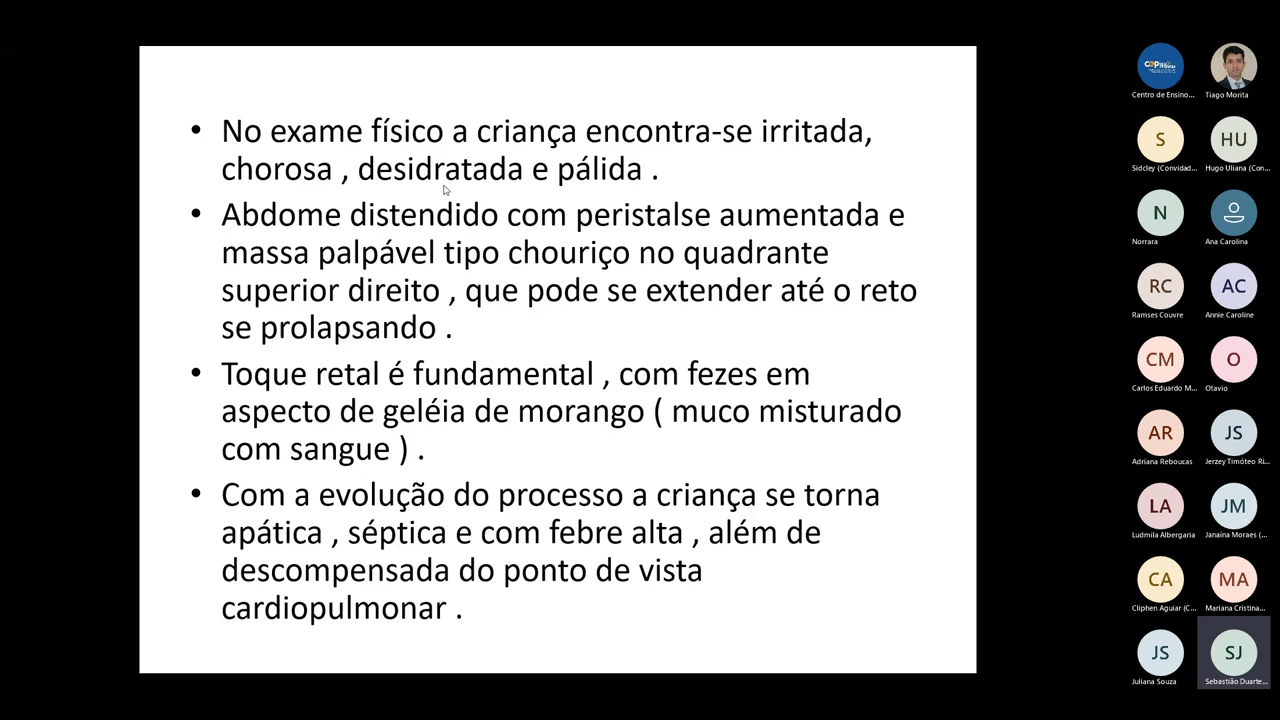 • No exame físico a criança encontra-se irritada,
chorosa , desidratada e pálida .
• Abdome distendido com peristalse aumentada e
massa palpável tipo chouriço no quadrante
superior direito , que pode se extender até o reto
se prolapsando .
• Toque retal é fundamental , com fezes em
aspecto de geléia de morango ( muco misturado
com sangue ) .
• Com a evolução do processo a criança se torna
apática , séptica e com febre alta , além de
descompensada do ponto de vista
cardiopulmonar .
Centro de Ensino...
Tiago Morita
S
Sidcley (Convidad...
HU
Hugo Uliana (Con...
N
Norrara
Ana Carolina
RC
Ramses Couvre
AC
Annie Caroline
CM
Carlos Eduardo M...
O
Otavio
AR
Adriana Reboucas
JS
Jerzey Timóteo Ri...
LA
Ludmila Albergaria
JM
Janaína Moraes (...
CA
Cliphen Aguiar (C...
MA
Mariana Cristina...
JS
Juliana Souza
SJ
Sebastião Duarte...